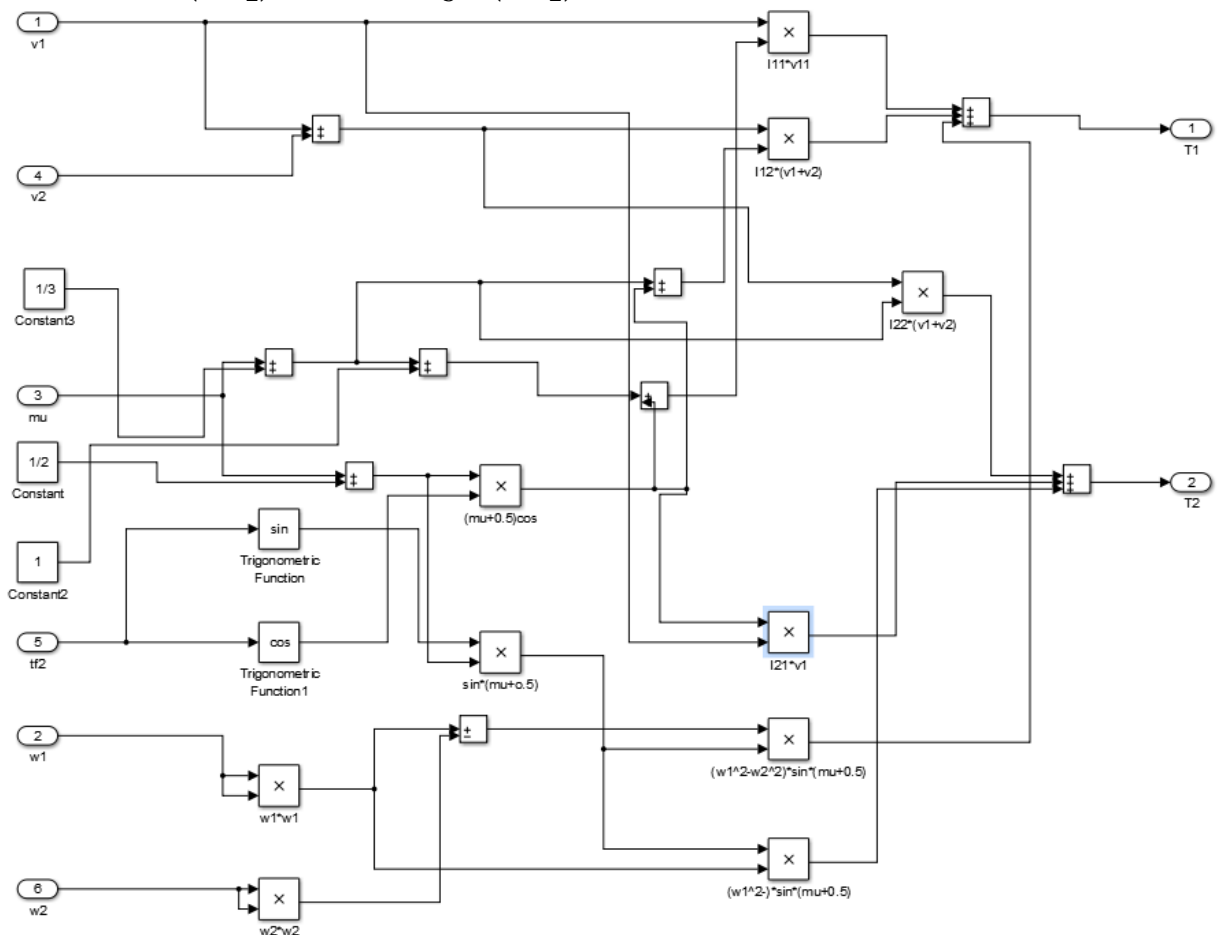 1
v1
I11*v11
I12*(v1+v2)
1
T1
4
v2
1/3
Constant3
I22*(v1+v2)
3
mu
1/2
Constant
(mu+0.5)cos
2
T2
sin
Trigonometric
Function
1
Constant2
5
tf2
cos
Trigonometric
Function1
sin*(mu+o.5)
I21*v1
2
w1
w1*w1
(w1^2-w2^2)*sin*(mu+0.5)
(w1^2-)*sin*(mu+0.5)
6
w2
w2*w2